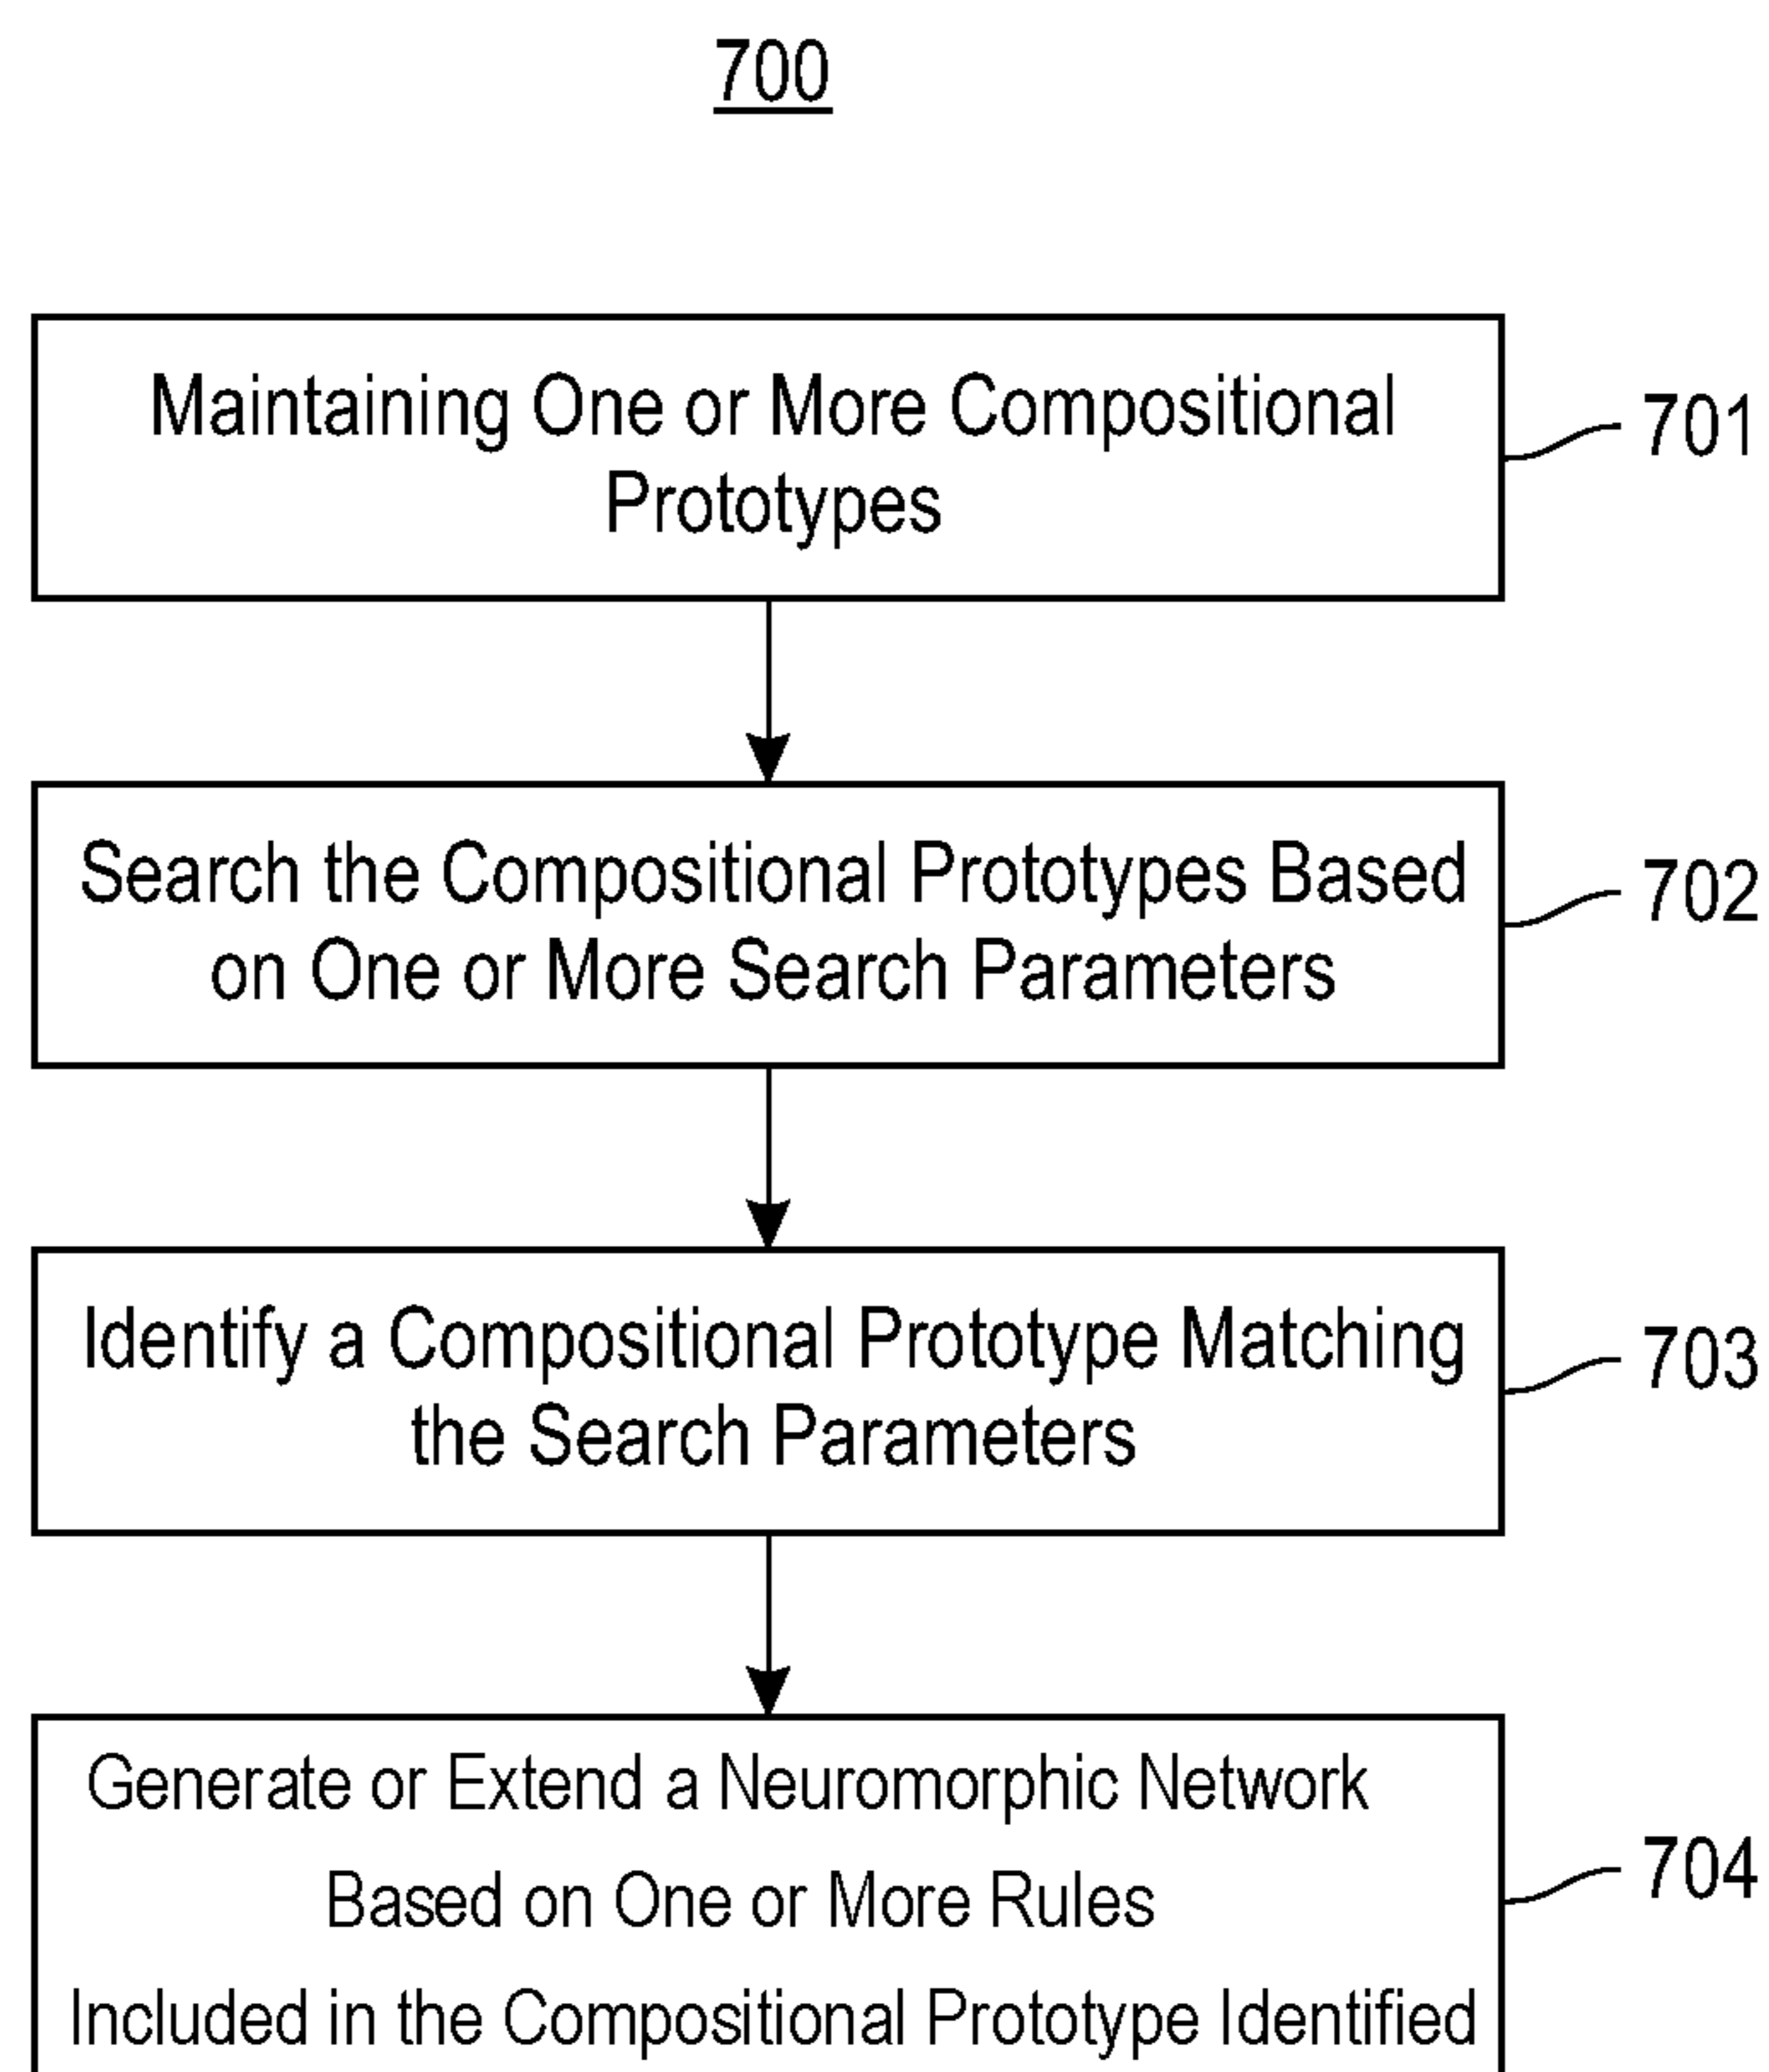 700
Maintaining One or More Compositional
Prototypes
701
Search the Compositional Prototypes Based
on One or More Search Parameters
702
Identify a Compositional Prototype Matching
the Search Parameters
703
Generate or Extend a Neuromorphic Network
Based on One or More Rules
Included in the Compositional Prototype Identified
704